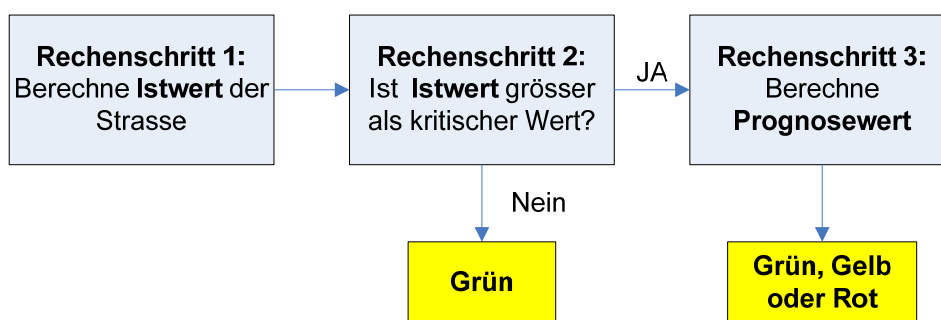 Rechenschritt 1:
Berechne Istwert der
Strasse
Rechenschritt 2:
Ist Istwert grösser
als kritischer Wert?
JA
Rechenschritt 3:
Berechne
Prognosewert
Nein
Grün
Grün, Gelb
oder Rot